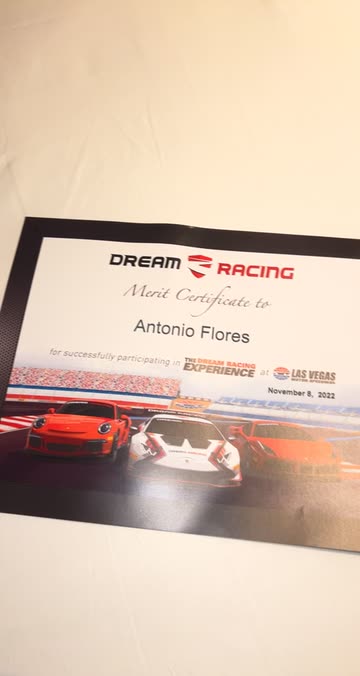 DREAM RACING
Merit Certificate to
Antonio Flores
for successfully participating in THE DREAM RACING EXPERIENCE at LAS VEGAS MOTOR SPEEDWAY
November 8, 2022